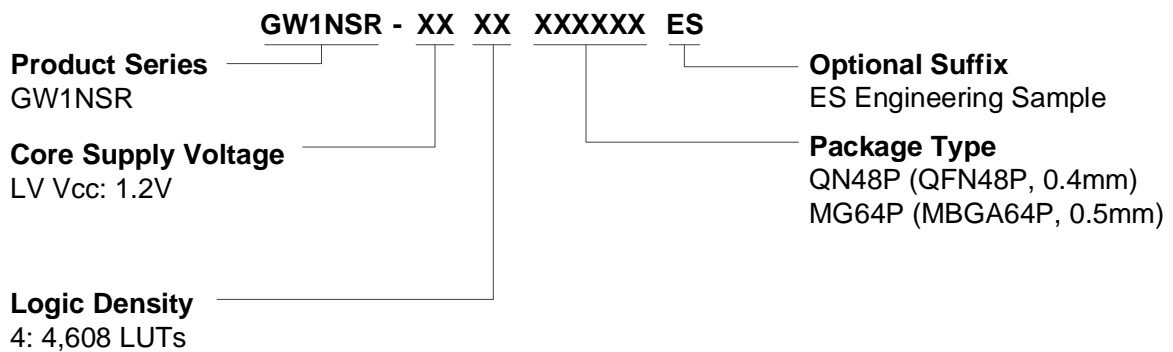 GW1NSR - XX XX XXXXXX ES
Product Series
GW1NSR
Core Supply Voltage
LV Vcc: 1.2V
Logic Density
4: 4,608 LUTs
Optional Suffix
ES Engineering Sample
Package Type
QN48P (QFN48P, 0.4mm)
MG64P (MBGA64P, 0.5mm)